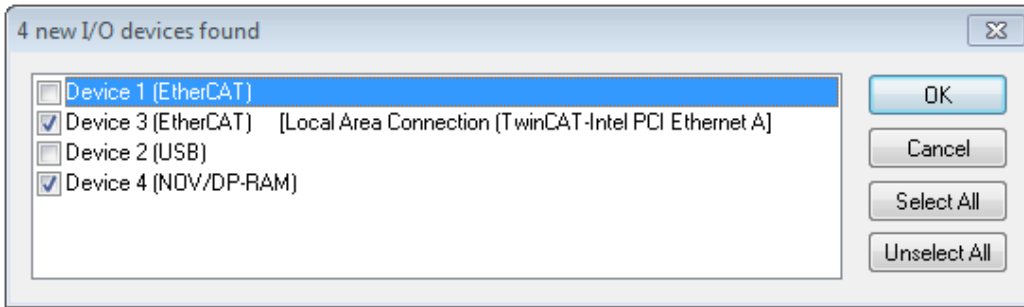 4 new I/O devices found
Device 1 (EtherCAT)
Device 3 (EtherCAT) [Local Area Connection (TwinCAT-Intel PCI Ethernet A]
Device 2 (USB)
Device 4 (NOV/DP-RAM)
OK
Cancel
Select All
Unselect All